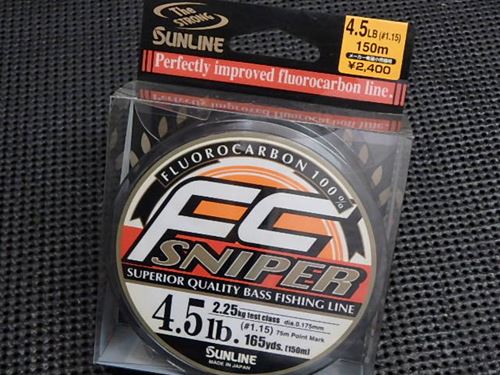 The
STRONG
SUNLINE
4.5LB (#1.15)
150m
メーカー希望小売価格
¥2,400
Perfectly improved fluorocarbon line.
FLUOROCARBON 100%
FC
SNIPER
SUPERIOR QUALITY BASS FISHING LINE
4.5lb.
2.25kg test class dia.0.175mm
(#1.15) 75m Point Mark
165yds. [150m]
SUNLINE
MADE IN JAPAN